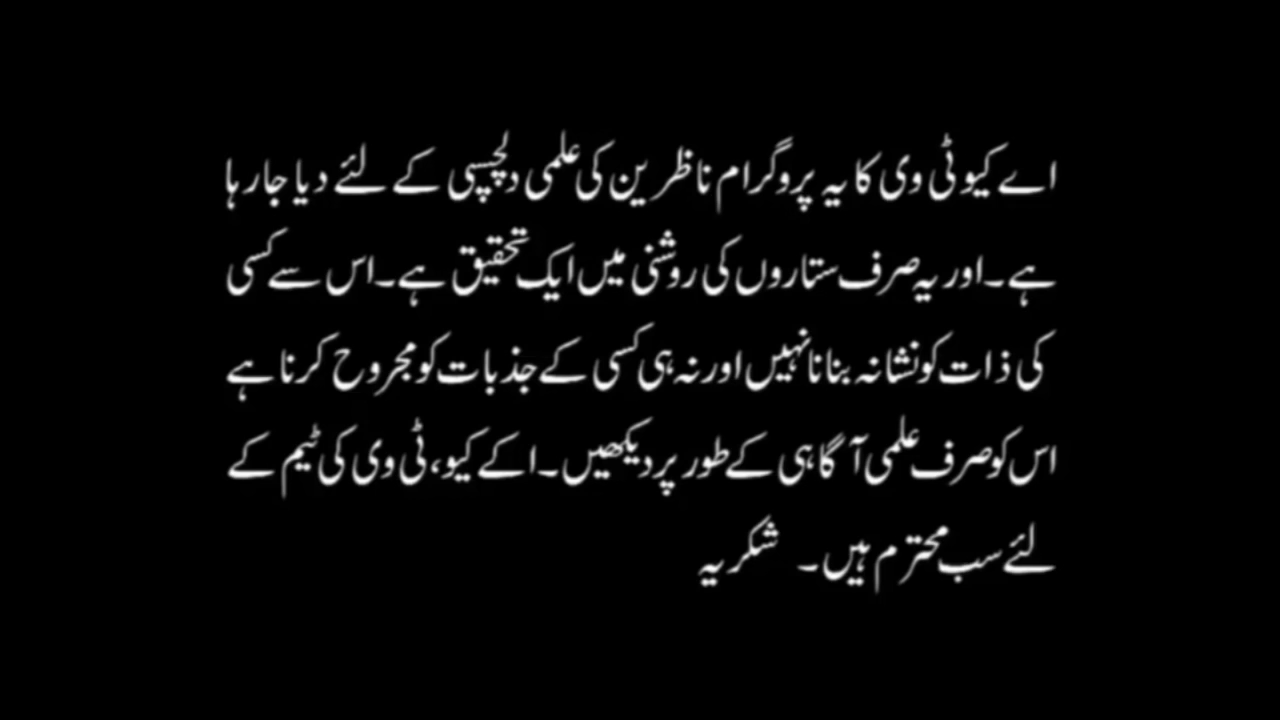 اے کیو ٹی وی کا یہ پروگرام ناظرین کی علمی دلچسپی کے لئے دیا جارہا
ہے۔اور یہ صرف ستاروں کی روشنی میں ایک تحقیق ہے۔اس سے کسی
کی ذات کو نشانہ بنانا نہیں اور نہ ہی کسی کے جذبات کو مجروح کرنا ہے
اس کو صرف علمی آگاہی کے طور پر دیکھیں۔اکے کیو،ٹی وی کی ٹیم کے
لئے سب محترم ہیں۔ شکریہ